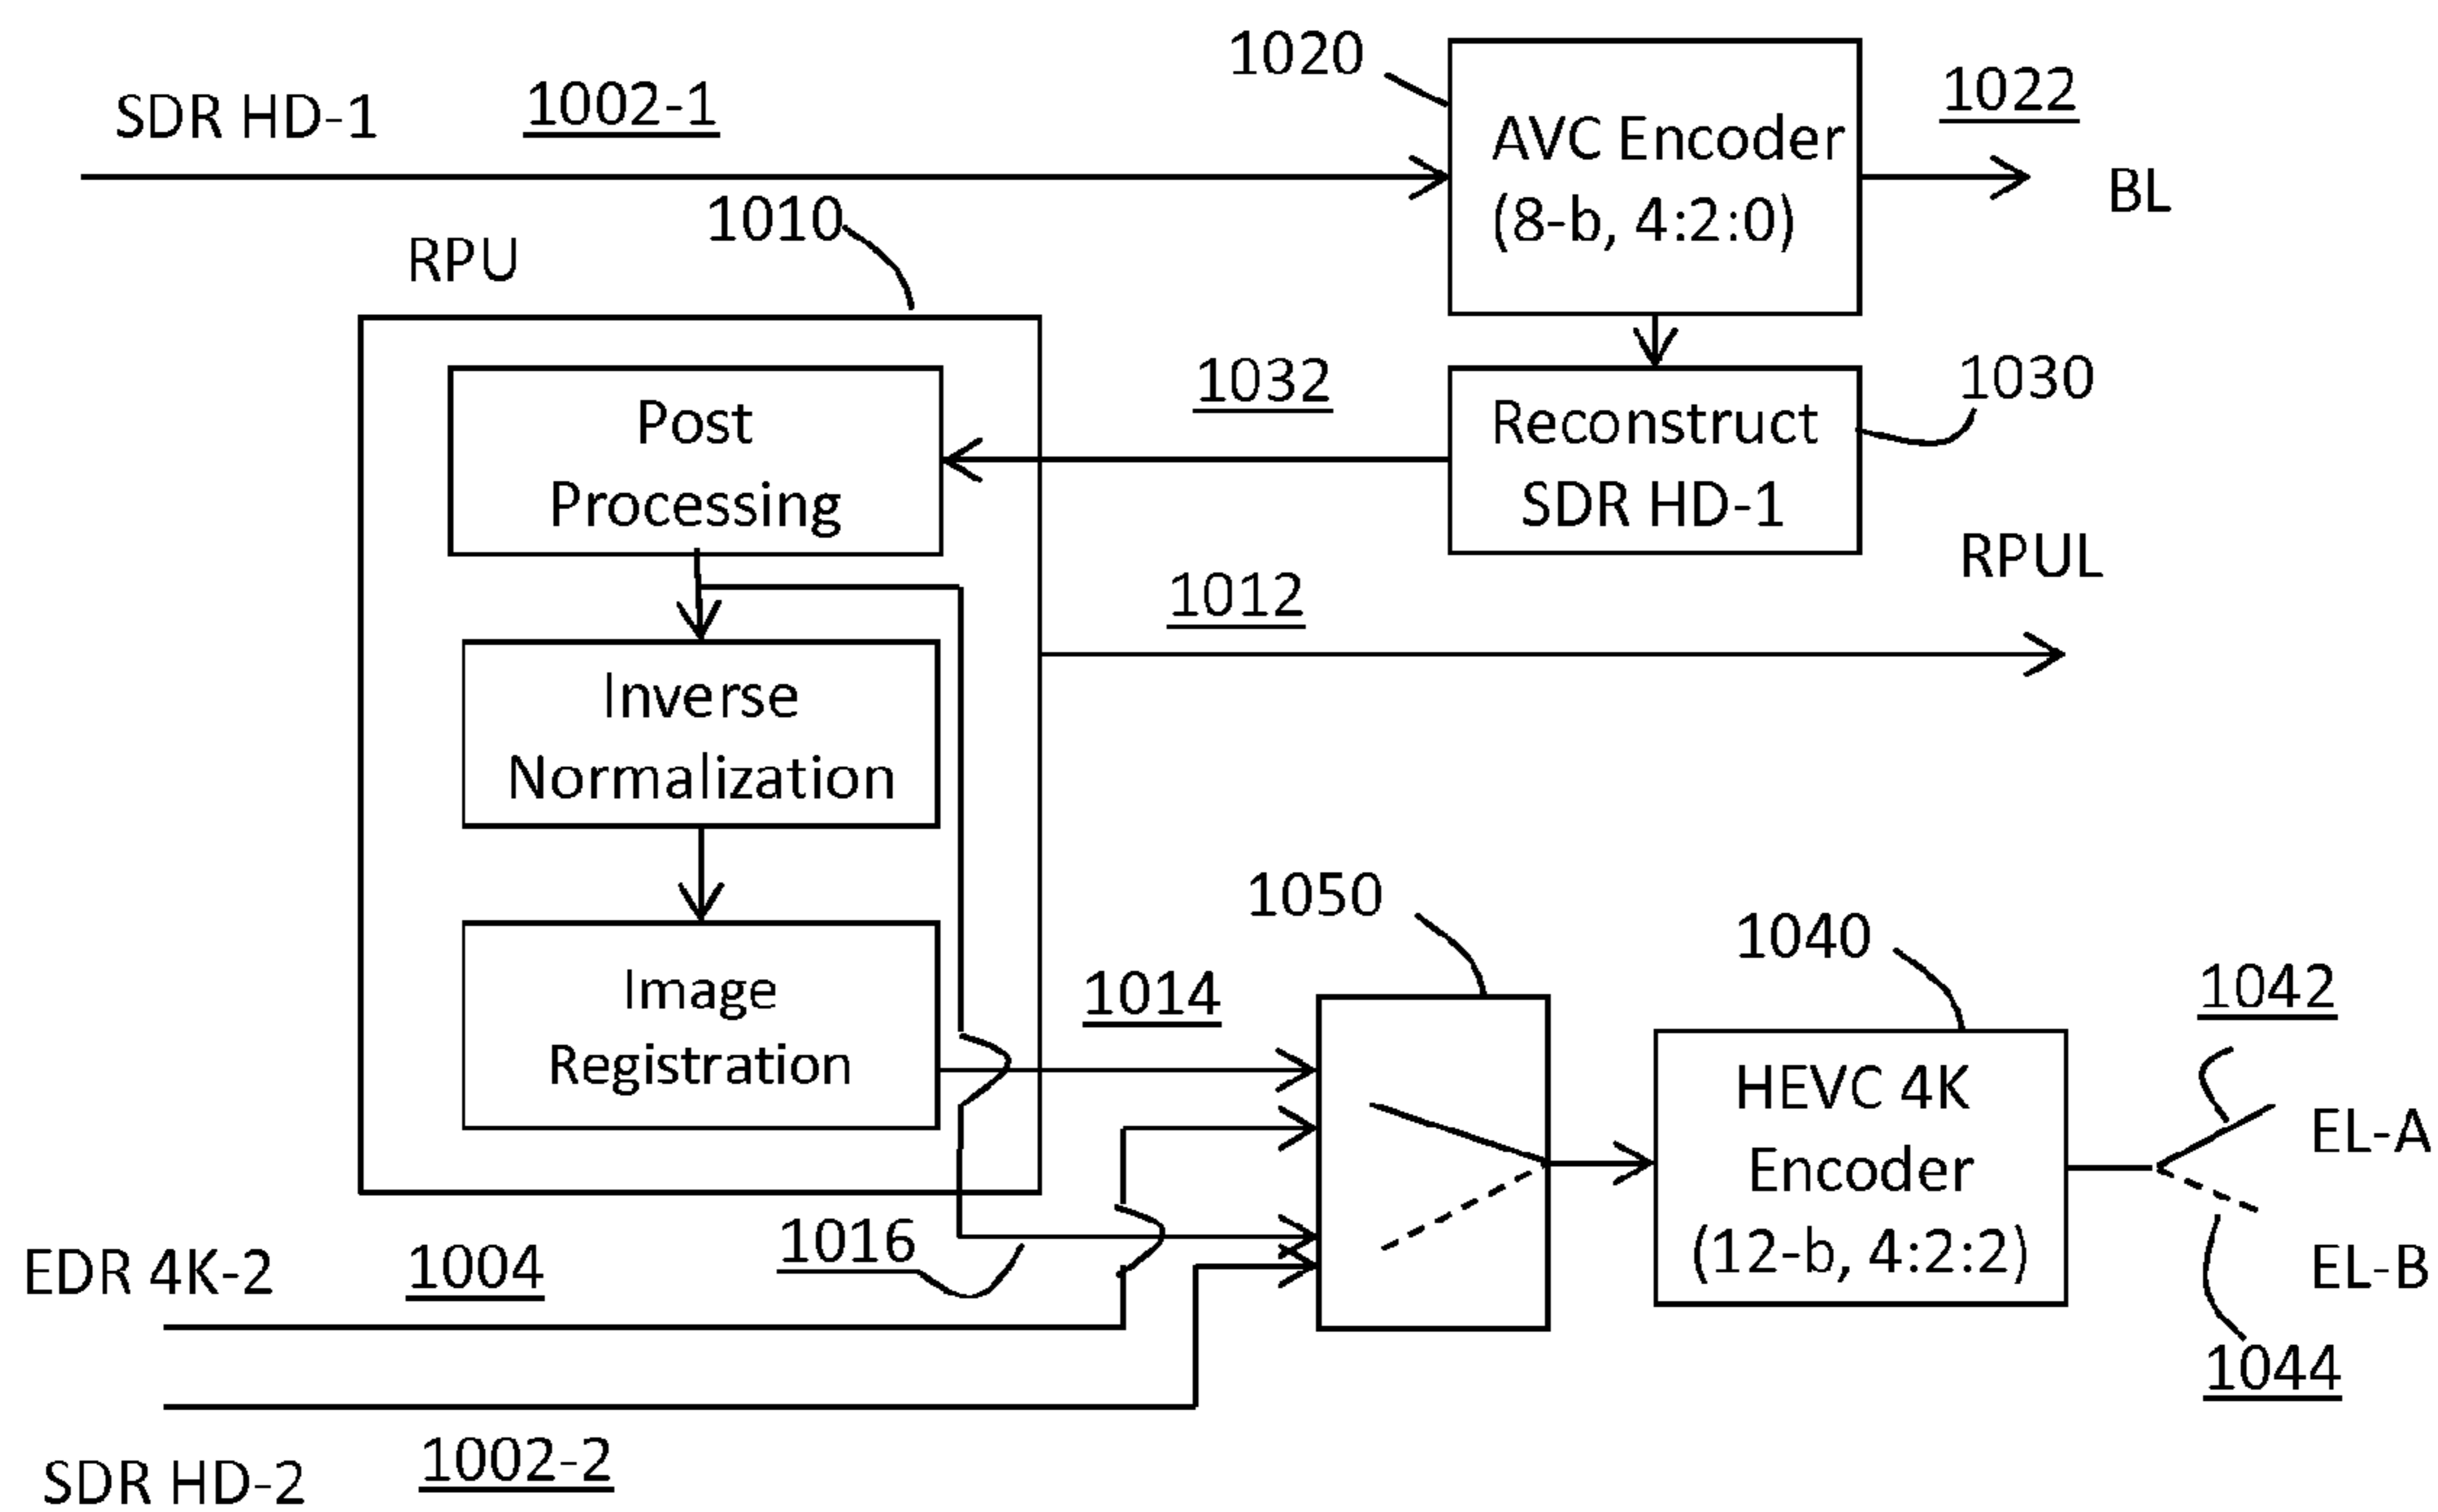 1020
SDR HD-1 1002-1
1022
AVC Encoder
(8-b, 4:2:0)
BL
1010
RPU
Post
Processing
1032
Reconstruct
SDR HD-1
1030
RPUL
1012
Inverse
Normalization
Image
Registration
1014
1050
1040
1042
HEVC 4K
Encoder
(12-b, 4:2:2)
EL-A
EL-B
1044
1016
EDR 4K-2 1004
SDR HD-2 1002-2